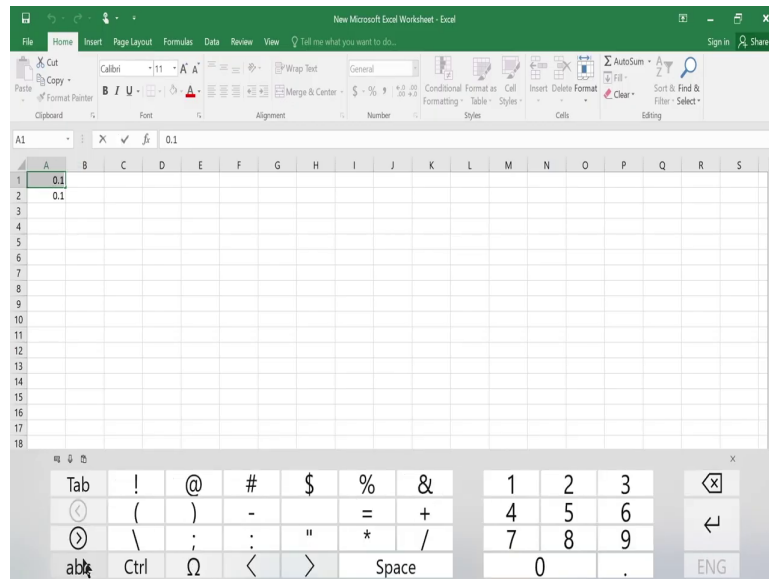 New Microsoft Excel Worksheet - Excel
File Home Insert Page Layout Formulas Data Review View Tell me what you want to do... Sign in Share
Cut
Copy
Format Painter
Paste
Clipboard
Calibri 11 A A
B I U A
Font
Wrap Text
Merge & Center
Alignment
General
$ % , .0 .00 .00 .0
Number
Conditional Formatting Format as Table Cell Styles
Styles
Insert Delete Format
Cells
AutoSum
Fill
Clear
Sort & Filter Find & Select
Editing
A1 fx 0.1
A B C D E F G H I J K L M N O P Q R S
1 0.1
2 0.1
3
4
5
6
7
8
9
10
11
12
13
14
15
16
17
18
Tab ! @ # $ % & 1 2 3
( ) - = + 4 5 6
\ ; : " * / 7 8 9
Ctrl Ω < > Space 0 . ENG